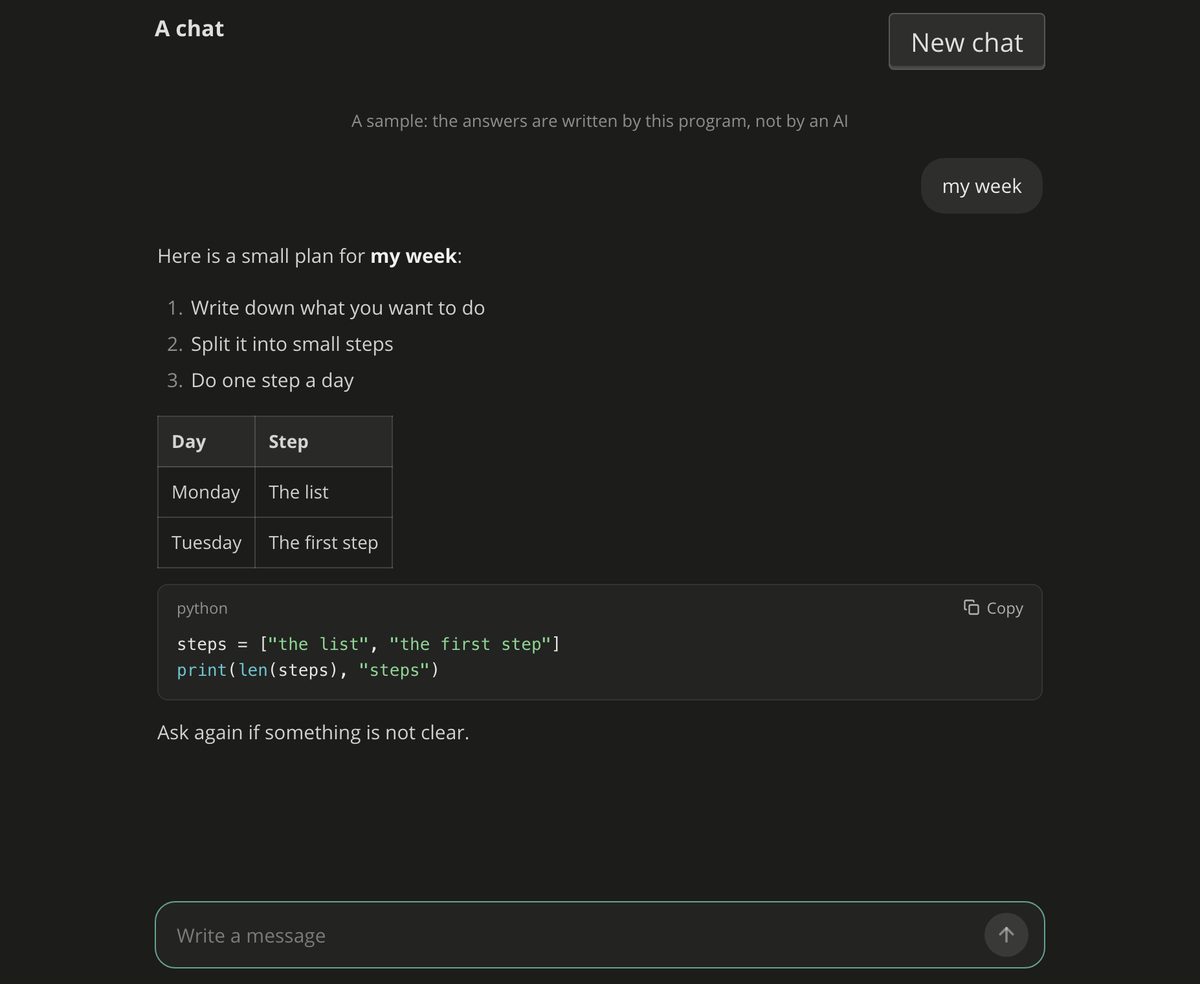 A chat
New chat
A sample: the answers are written by this program, not by an AI
my week
Here is a small plan for my week:
1. Write down what you want to do
2. Split it into small steps
3. Do one step a day
Day Step
Monday The list
Tuesday The first step
python Copy
steps = ["the list", "the first step"]
print(len(steps), "steps")
Ask again if something is not clear.
Write a message